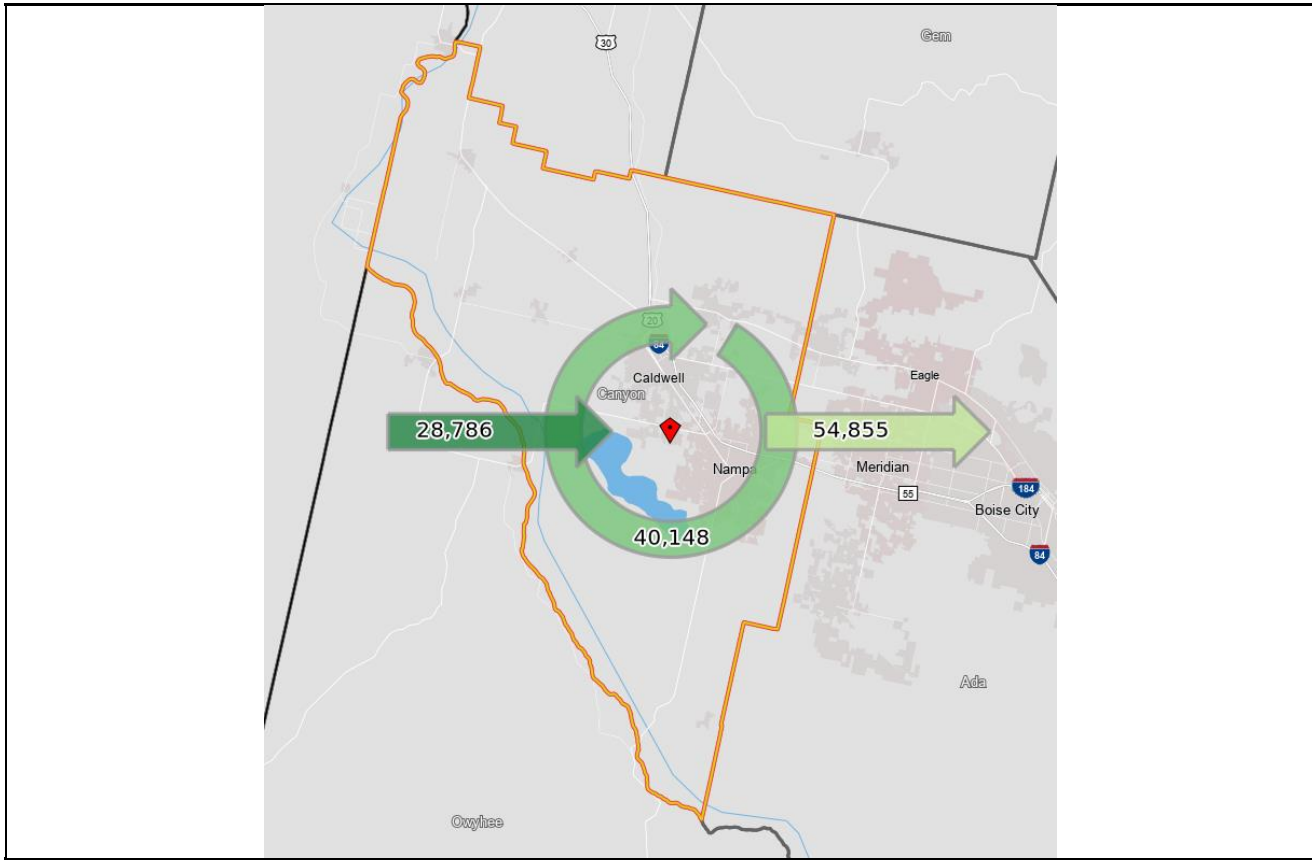 30
Gem
20
84
Caldwell
Eagle
Canyon
28,786
54,855
Nampa
Meridian
55
184
Boise City
40,148
84
Ada
Owyhee